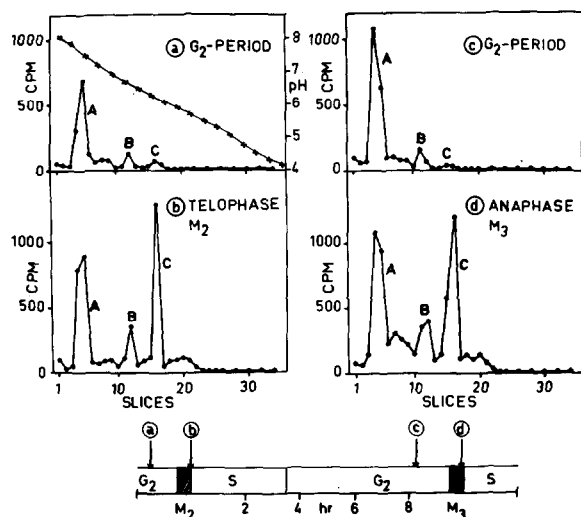 ⓐ G₂-PERIOD
CPM
1000
500
0
A
B
C
8
7
6
5
4
pH
ⓒ G₂-PERIOD
CPM
1000
500
0
A
B
C
ⓑ TELOPHASE
M₂
CPM
1000
500
0
A
B
C
1 10 20 30
SLICES
ⓓ ANAPHASE
M₃
CPM
1000
500
0
A
B
C
1 10 20 30
SLICES
ⓐ ⓑ ⓒ ⓓ
G₂ S G₂ S
M₂ 2 4 hr 6 8 M₃